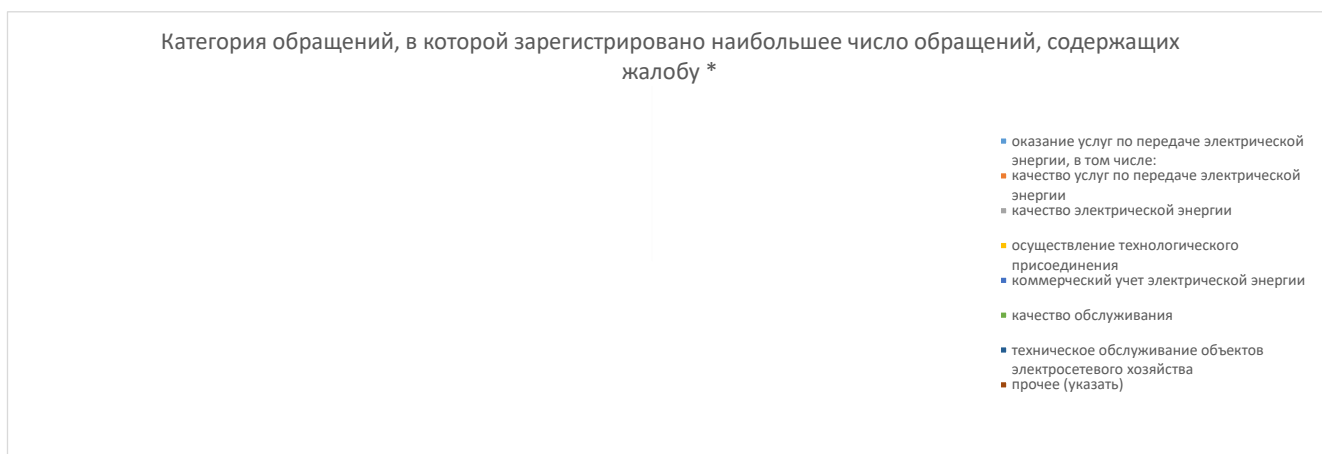 Категория обращений, в которой зарегистрировано наибольшее число обращений, содержащих
жалобу *
оказание услуг по передаче электрической
энергии, в том числе:
качество услуг по передаче электрической
энергии
качество электрической энергии
осуществление технологического
присоединения
коммерческий учет электрической энергии
качество обслуживания
техническое обслуживание объектов
электросетевого хозяйства
прочее (указать)